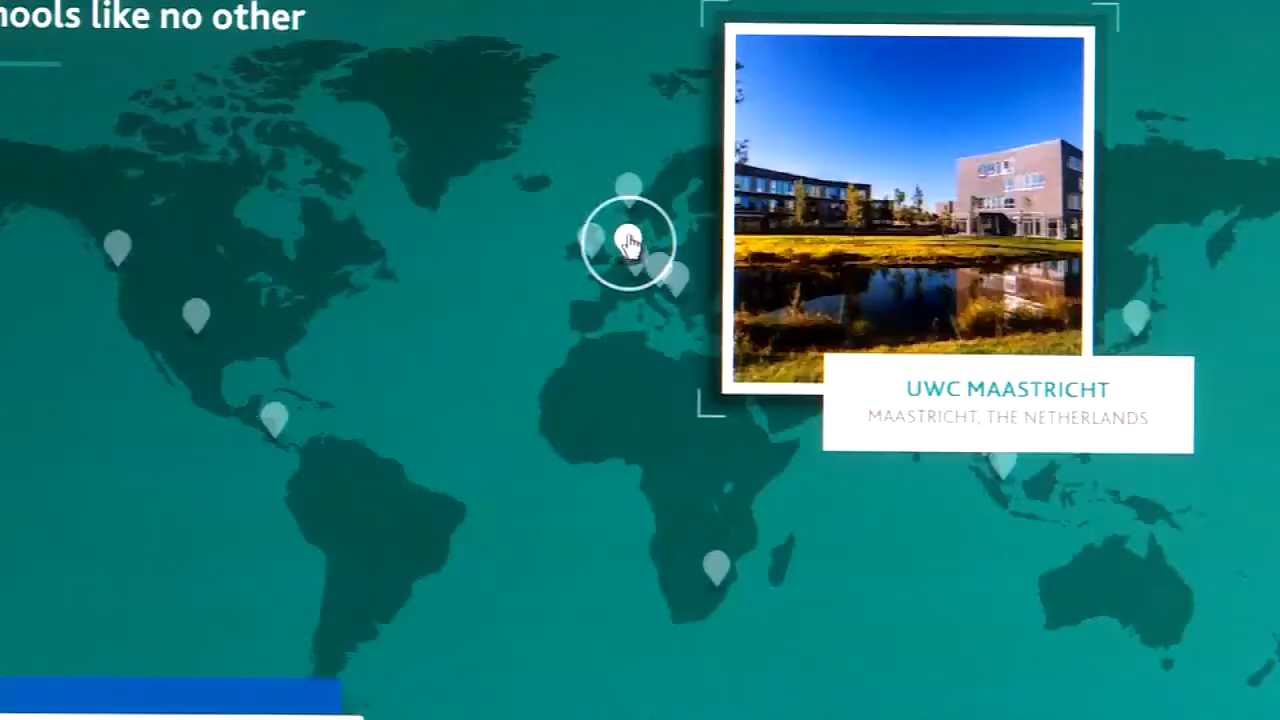 hools like no other
UWC MAASTRICHT
MAASTRICHT, THE NETHERLANDS